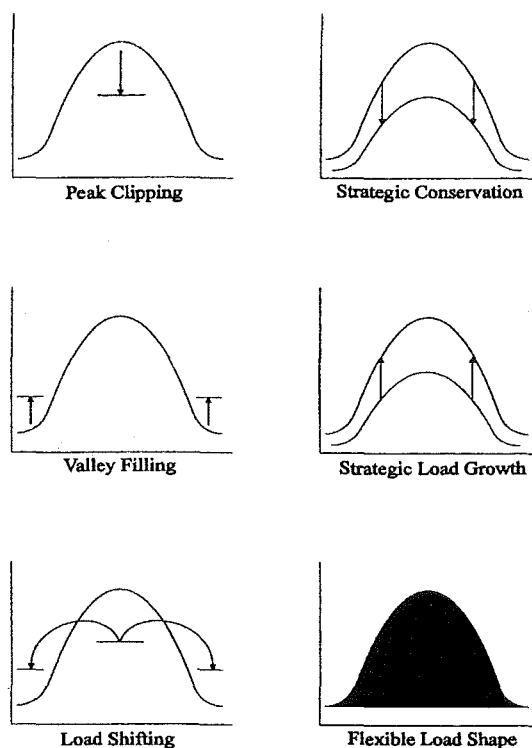 Peak Clipping
Strategic Conservation
Valley Filling
Strategic Load Growth
Load Shifting
Flexible Load Shape